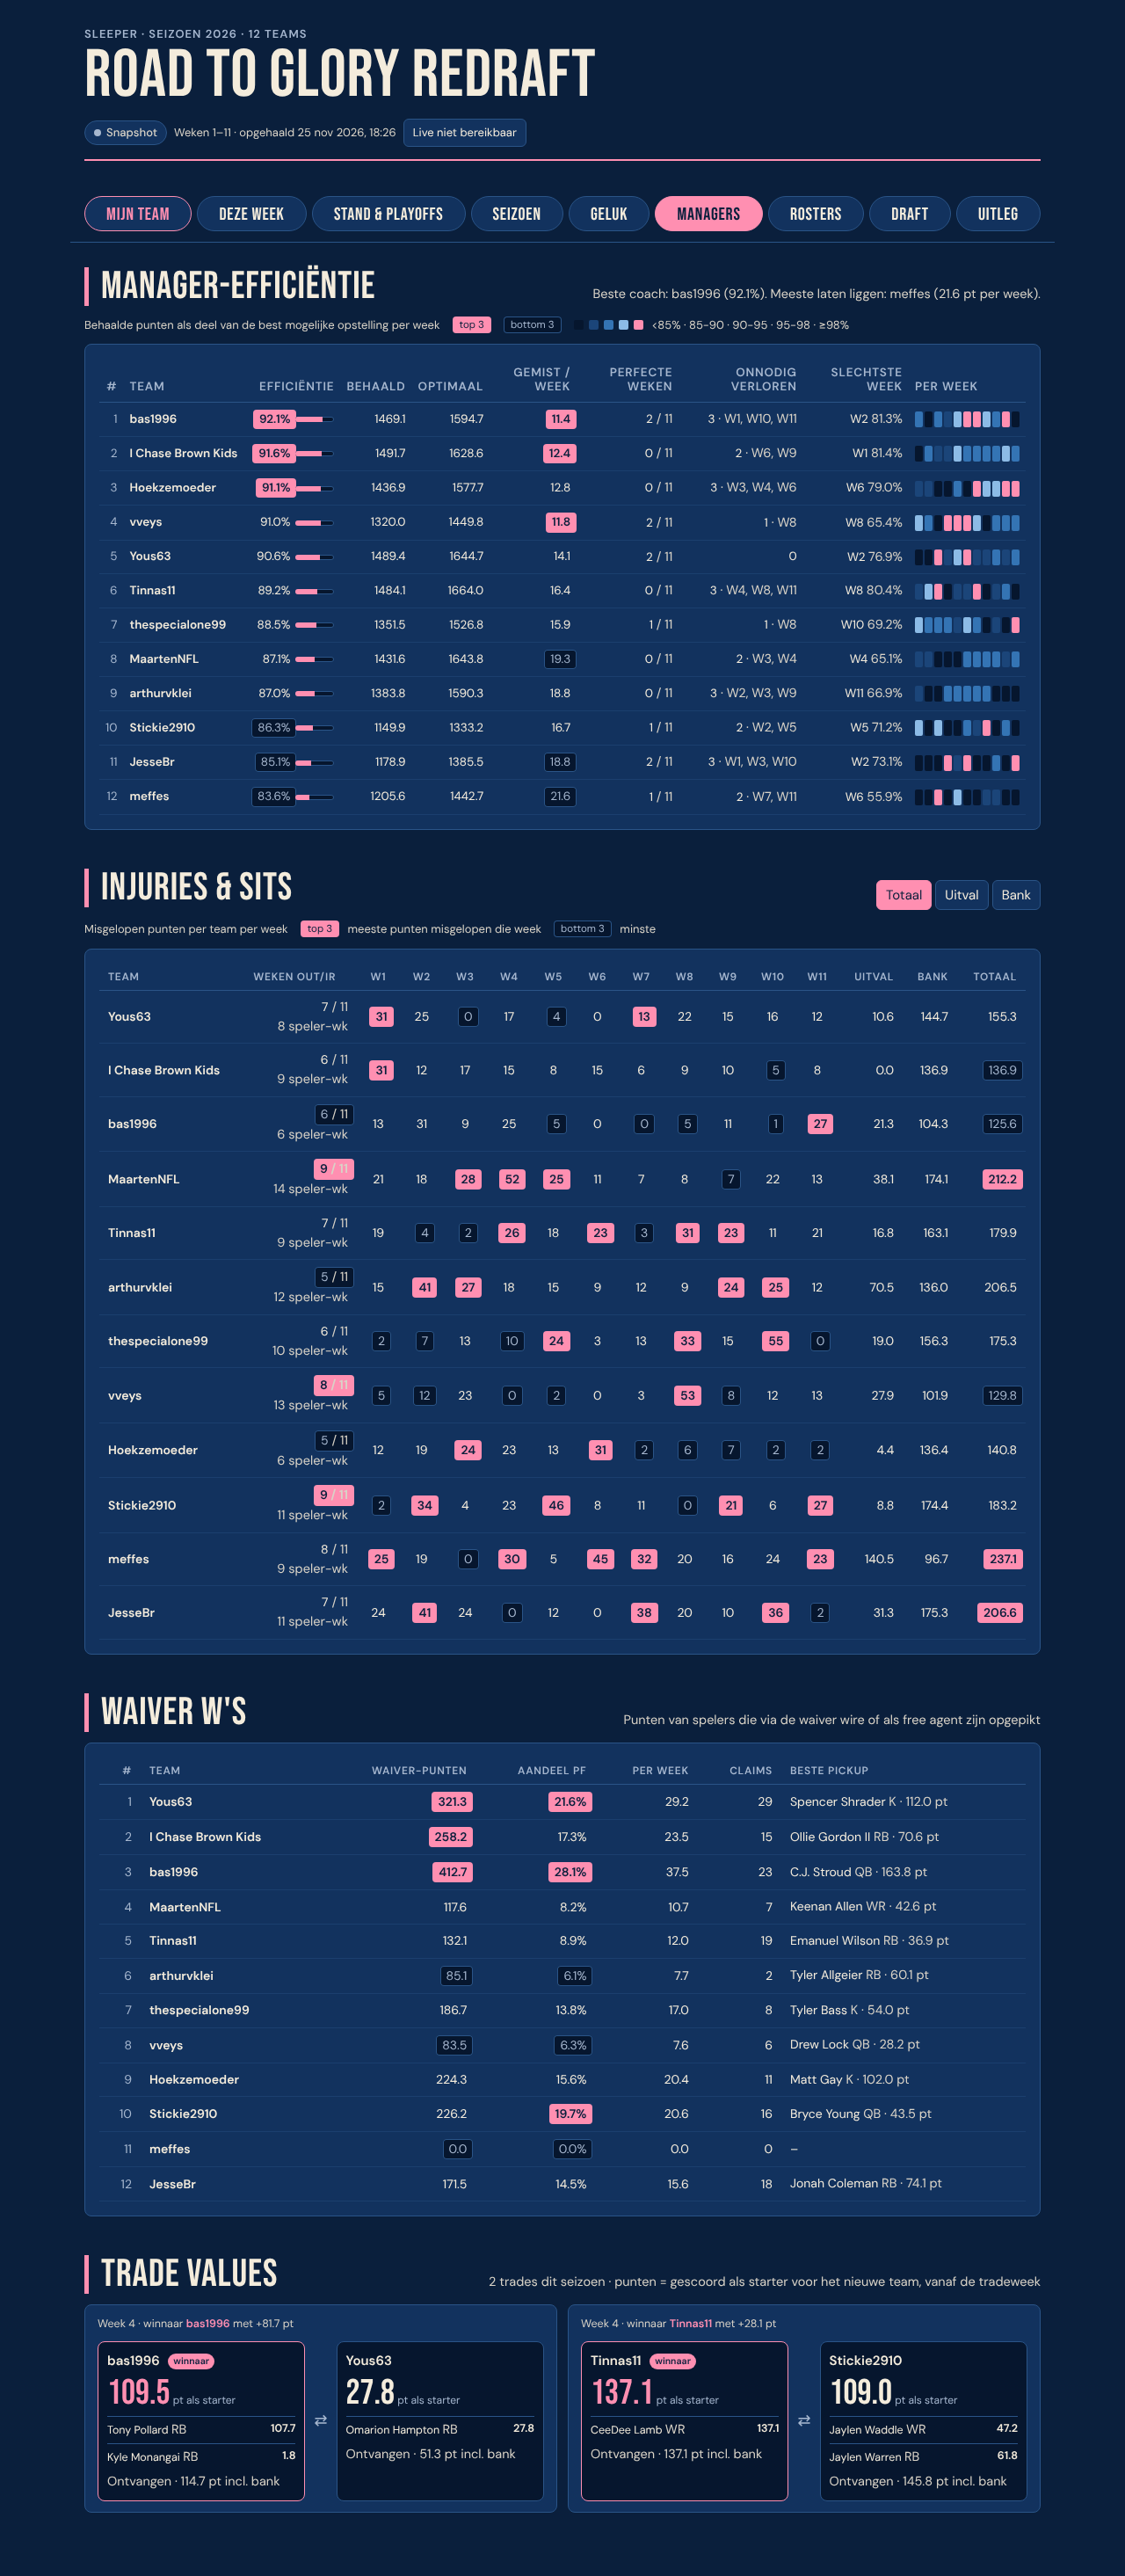 SLEEPER · SEIZOEN 2026 · 12 TEAMS
ROAD TO GLORY REDRAFT
Snapshot Weken 1–11 · opgehaald 25 nov 2026, 18:26 Live niet bereikbaar
MIJN TEAM DEZE WEEK STAND & PLAYOFFS SEIZOEN GELUK MANAGERS ROSTERS DRAFT UITLEG
MANAGER-EFFICIËNTIE
Beste coach: bas1996 (92.1%). Meeste laten liggen: meffes (21.6 pt per week).
Behaalde punten als deel van de best mogelijke opstelling per week top 3 bottom 3 <85% · 85-90 · 90-95 · 95-98 · ≥98%
# TEAM EFFICIËNTIE BEHAALD OPTIMAAL GEMIST / WEEK PERFECTE WEKEN ONNODIG VERLOREN SLECHTSTE WEEK PER WEEK
1 bas1996 92.1% 1469.1 1594.7 11.4 2 / 11 3 · W1, W10, W11 W2 81.3%
2 I Chase Brown Kids 91.6% 1491.7 1628.6 12.4 0 / 11 2 · W6, W9 W1 81.4%
3 Hoekzemoeder 91.1% 1436.9 1577.7 12.8 0 / 11 3 · W3, W4, W6 W6 79.0%
4 vveys 91.0% 1320.0 1449.8 11.8 2 / 11 1 · W8 W8 65.4%
5 Yous63 90.6% 1489.4 1644.7 14.1 2 / 11 0 W2 76.9%
6 Tinnas11 89.2% 1484.1 1664.0 16.4 0 / 11 3 · W4, W8, W11 W8 80.4%
7 thespecialone99 88.5% 1351.5 1526.8 15.9 1 / 11 1 · W8 W10 69.2%
8 MaartenNFL 87.1% 1431.6 1643.8 19.3 0 / 11 2 · W3, W4 W4 65.1%
9 arthurvklei 87.0% 1383.8 1590.3 18.8 0 / 11 3 · W2, W3, W9 W11 66.9%
10 Stickie2910 86.3% 1149.9 1333.2 16.7 1 / 11 2 · W2, W5 W5 71.2%
11 JesseBr 85.1% 1178.9 1385.5 18.8 2 / 11 3 · W1, W3, W10 W2 73.1%
12 meffes 83.6% 1205.6 1442.7 21.6 1 / 11 2 · W7, W11 W6 55.9%
INJURIES & SITS
Totaal Uitval Bank
Misgelopen punten per team per week top 3 meeste punten misgelopen die week bottom 3 minste
TEAM WEKEN OUT/IR W1 W2 W3 W4 W5 W6 W7 W8 W9 W10 W11 UITVAL BANK TOTAAL
Yous63 7 / 11 8 speler-wk 31 25 0 17 4 0 13 22 15 16 12 10.6 144.7 155.3
I Chase Brown Kids 6 / 11 9 speler-wk 31 12 17 15 8 15 6 9 10 5 8 0.0 136.9 136.9
bas1996 6 / 11 6 speler-wk 13 31 9 25 5 0 0 5 11 1 27 21.3 104.3 125.6
MaartenNFL 9 / 11 14 speler-wk 21 18 28 52 25 11 7 8 7 22 13 38.1 174.1 212.2
Tinnas11 7 / 11 9 speler-wk 19 4 2 26 18 23 3 31 23 11 21 16.8 163.1 179.9
arthurvklei 5 / 11 12 speler-wk 15 41 27 18 15 9 12 9 24 25 12 70.5 136.0 206.5
thespecialone99 6 / 11 10 speler-wk 2 7 13 10 24 3 13 33 15 55 0 19.0 156.3 175.3
vveys 8 / 11 13 speler-wk 5 12 23 0 2 0 3 53 8 12 13 27.9 101.9 129.8
Hoekzemoeder 5 / 11 6 speler-wk 12 19 24 23 13 31 2 6 7 2 2 4.4 136.4 140.8
Stickie2910 9 / 11 11 speler-wk 2 34 4 23 46 8 11 0 21 6 27 8.8 174.4 183.2
meffes 8 / 11 9 speler-wk 25 19 0 30 5 45 32 20 16 24 23 140.5 96.7 237.1
JesseBr 7 / 11 11 speler-wk 24 41 24 0 12 0 38 20 10 36 2 31.3 175.3 206.6
WAIVER W'S
Punten van spelers die via de waiver wire of als free agent zijn opgepikt
# TEAM WAIVER-PUNTEN AANDEEL PF PER WEEK CLAIMS BESTE PICKUP
1 Yous63 321.3 21.6% 29.2 29 Spencer Shrader K · 112.0 pt
2 I Chase Brown Kids 258.2 17.3% 23.5 15 Ollie Gordon II RB · 70.6 pt
3 bas1996 412.7 28.1% 37.5 23 C.J. Stroud QB · 163.8 pt
4 MaartenNFL 117.6 8.2% 10.7 7 Keenan Allen WR · 42.6 pt
5 Tinnas11 132.1 8.9% 12.0 19 Emanuel Wilson RB · 36.9 pt
6 arthurvklei 85.1 6.1% 7.7 2 Tyler Allgeier RB · 60.1 pt
7 thespecialone99 186.7 13.8% 17.0 8 Tyler Bass K · 54.0 pt
8 vveys 83.5 6.3% 7.6 6 Drew Lock QB · 28.2 pt
9 Hoekzemoeder 224.3 15.6% 20.4 11 Matt Gay K · 102.0 pt
10 Stickie2910 226.2 19.7% 20.6 16 Bryce Young QB · 43.5 pt
11 meffes 0.0 0.0% 0.0 0 –
12 JesseBr 171.5 14.5% 15.6 18 Jonah Coleman RB · 74.1 pt
TRADE VALUES
2 trades dit seizoen · punten = gescoord als starter voor het nieuwe team, vanaf de tradeweek
Week 4 · winnaar bas1996 met +81.7 pt
bas1996 winnaar
109.5 pt als starter
Tony Pollard RB 107.7
Kyle Monangai RB 1.8
Ontvangen · 114.7 pt incl. bank
⇄
Yous63
27.8 pt als starter
Omarion Hampton RB 27.8
Ontvangen · 51.3 pt incl. bank
Week 4 · winnaar Tinnas11 met +28.1 pt
Tinnas11 winnaar
137.1 pt als starter
CeeDee Lamb WR 137.1
Ontvangen · 137.1 pt incl. bank
⇄
Stickie2910
109.0 pt als starter
Jaylen Waddle WR 47.2
Jaylen Warren RB 61.8
Ontvangen · 145.8 pt incl. bank